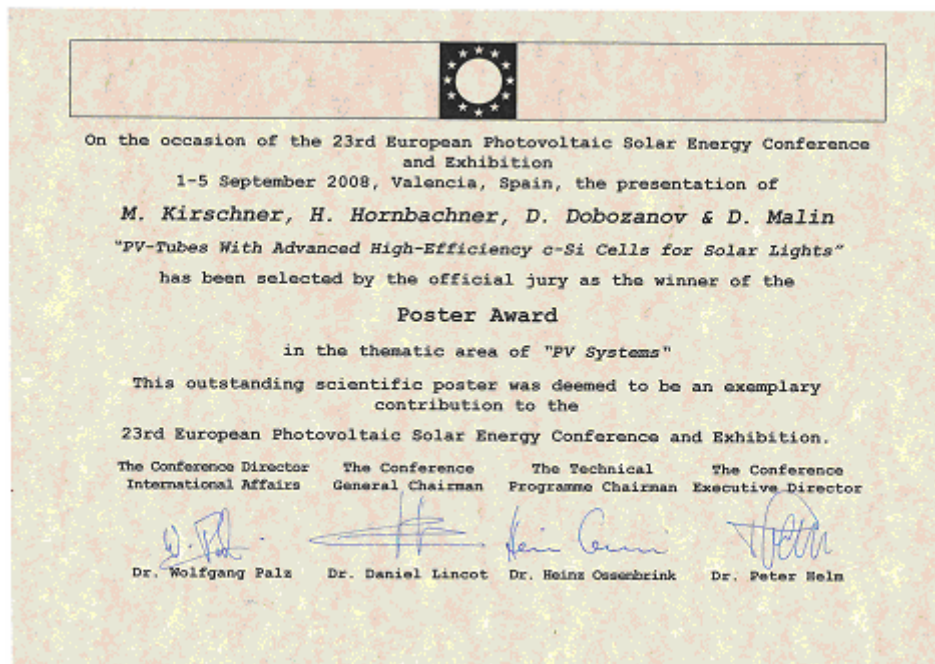 On the occasion of the 23rd European Photovoltaic Solar Energy Conference
and Exhibition
1-5 September 2008, Valencia, Spain, the presentation of
M. Kirschner, H. Hornbachner, D. Dobozanov & D. Malin
"PV-Tubes With Advanced High-Efficiency c-Si Cells for Solar Lights"
has been selected by the official jury as the winner of the
Poster Award
in the thematic area of "PV Systems"
This outstanding scientific poster was deemed to be an exemplary
contribution to the
23rd European Photovoltaic Solar Energy Conference and Exhibition.
The Conference Director The Conference The Technical The Conference
International Affairs General Chairman Programme Chairman Executive Director
Dr. Wolfgang Palz Dr. Daniel Lincot Dr. Heinz Ossenbrink Dr. Peter Helm